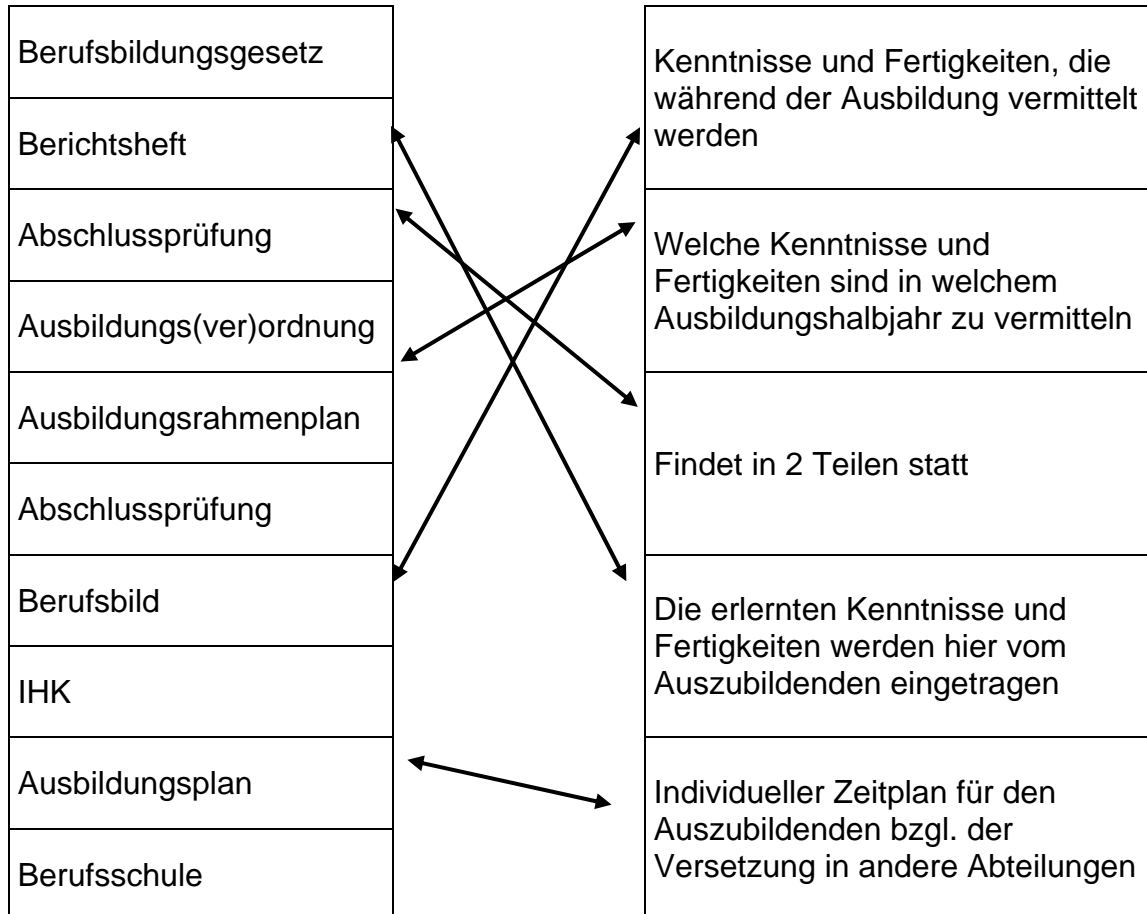 Berufsbildungsgesetz
Berichtsheft
Abschlussprüfung
Ausbildungs(ver)ordnung
Ausbildungsrahmenplan
Abschlussprüfung
Berufsbild
IHK
Ausbildungsplan
Berufsschule
Kenntnisse und Fertigkeiten, die
während der Ausbildung vermittelt
werden
Welche Kenntnisse und
Fertigkeiten sind in welchem
Ausbildungshalbjahr zu vermitteln
Findet in 2 Teilen statt
Die erlernten Kenntnisse und
Fertigkeiten werden hier vom
Auszubildenden eingetragen
Individueller Zeitplan für den
Auszubildenden bzgl. der
Versetzung in andere Abteilungen